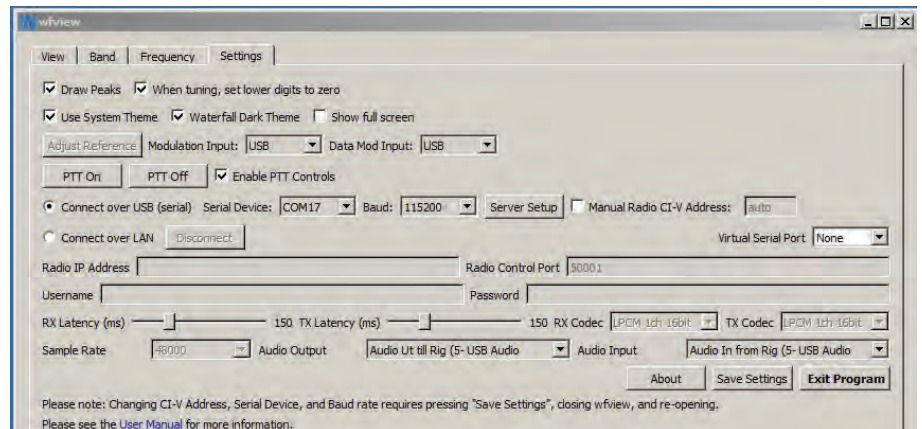 wfview
View Band Frequency Settings
Draw Peaks When tuning, set lower digits to zero
Use System Theme Waterfall Dark Theme Show full screen
Adjust Reference Modulation Input: USB Data Mod Input: USB
PTT On PTT Off Enable PTT Controls
Connect over USB (serial) Serial Device: COM17 Baud: 115200 Server Setup Manual Radio CI-V Address: auto
Connect over LAN Disconnect Virtual Serial Port None
Radio IP Address Radio Control Port 50001
Username Password
RX Latency (ms) 150 TX Latency (ms) 150 RX Codec LPCM 1ch 16bit TX Codec LPCM 1ch 16bit
Sample Rate 48000 Audio Output Audio Ut till Rig (5- USB Audio Audio Input Audio In from Rig (5- USB Audio
About Save Settings Exit Program
Please note: Changing CI-V Address, Serial Device, and Baud rate requires pressing "Save Settings", closing wfview, and re-opening.
Please see the User Manual for more information.